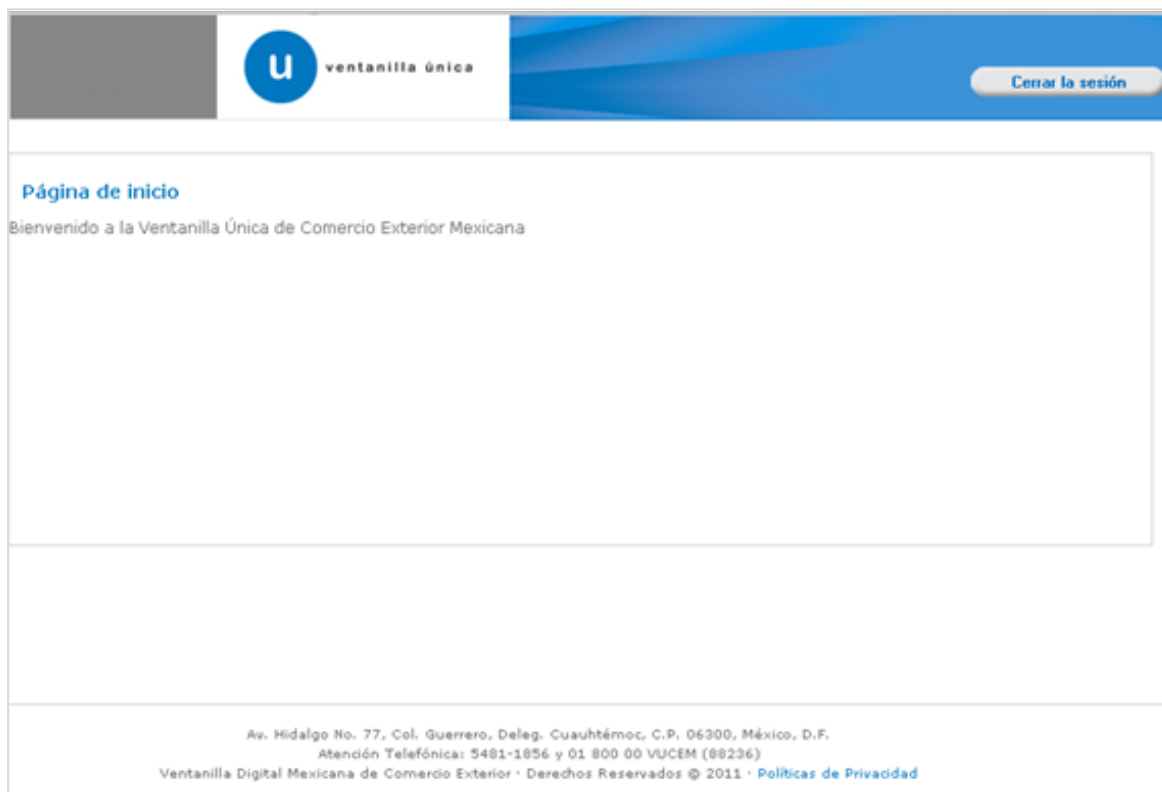 u ventanilla única
Cerrar la sesión
Página de inicio
Bienvenido a la Ventanilla Única de Comercio Exterior Mexicana
Av. Hidalgo No. 77, Col. Guerrero, Deleg. Cuauhtémoc, C.P. 06300, México, D.F.
Atención Telefónica: 5481-1856 y 01 800 00 VUCEM (88236)
Ventanilla Digital Mexicana de Comercio Exterior · Derechos Reservados © 2011 · Políticas de Privacidad